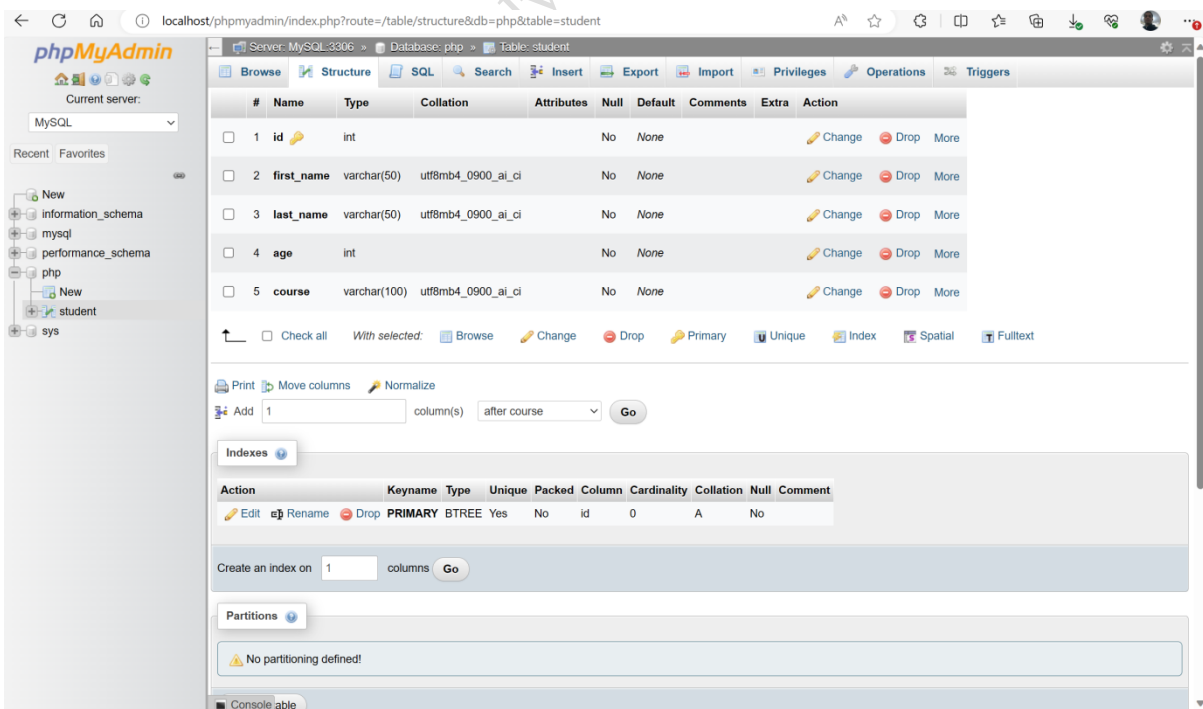 localhost/phpmyadmin/index.php?route=/table/structure&db=php&table=student
phpMyAdmin
Current server:
MySQL
Recent Favorites
New
information_schema
mysql
performance_schema
php
New
student
sys
Server: MySQL:3306 » Database: php » Table: student
Browse Structure SQL Search Insert Export Import Privileges Operations Triggers
# Name Type Collation Attributes Null Default Comments Extra Action
1 id int No None Change Drop More
2 first_name varchar(50) utf8mb4_0900_ai_ci No None Change Drop More
3 last_name varchar(50) utf8mb4_0900_ai_ci No None Change Drop More
4 age int No None Change Drop More
5 course varchar(100) utf8mb4_0900_ai_ci No None Change Drop More
Check all With selected: Browse Change Drop Primary Unique Index Spatial Fulltext
Print Move columns Normalize
Add 1 column(s) after course Go
Indexes
Action Keyname Type Unique Packed Column Cardinality Collation Null Comment
Edit Rename Drop PRIMARY BTREE Yes No id 0 A No
Create an index on 1 columns Go
Partitions
No partitioning defined!
Console able